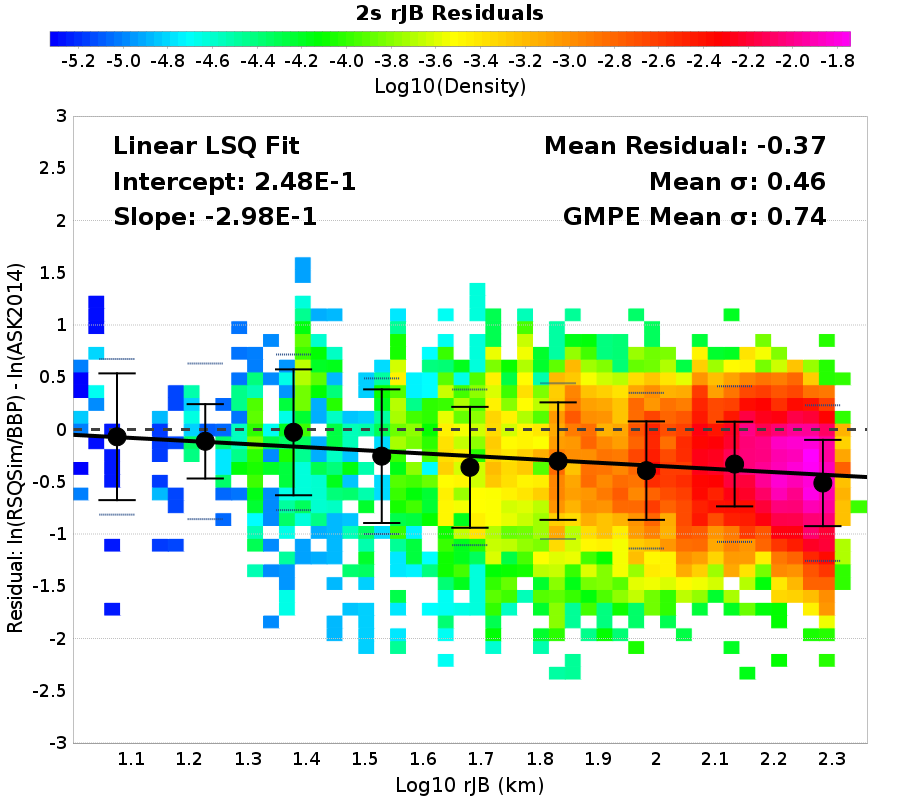 2s rJB Residuals
-5.2 -5.0 -4.8 -4.6 -4.4 -4.2 -4.0 -3.8 -3.6 -3.4 -3.2 -3.0 -2.8 -2.6 -2.4 -2.2 -2.0 -1.8
Log10(Density)
Linear LSQ Fit
Intercept: 2.48E-1
Slope: -2.98E-1
Mean Residual: -0.37
Mean σ: 0.46
GMPE Mean σ: 0.74
Residual: ln(RSQSim/BBP) - ln(ASK2014)
3
2.5
2
1.5
1
0.5
0
-0.5
-1
-1.5
-2
-2.5
-3
1.1 1.2 1.3 1.4 1.5 1.6 1.7 1.8 1.9 2 2.1 2.2 2.3
Log10 rJB (km)